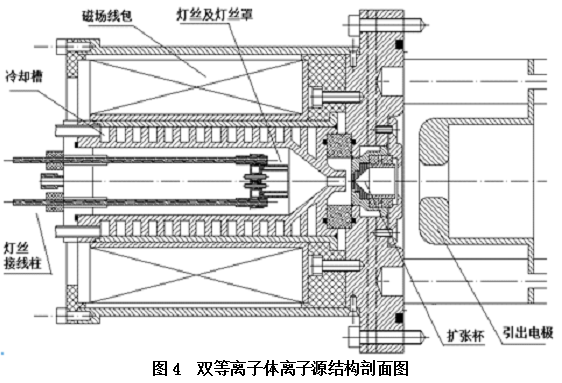 磁场线包
灯丝及灯丝罩
冷却槽
灯丝
接线柱
扩张杯
引出电极
图 4 双等离子体离子源结构剖面图